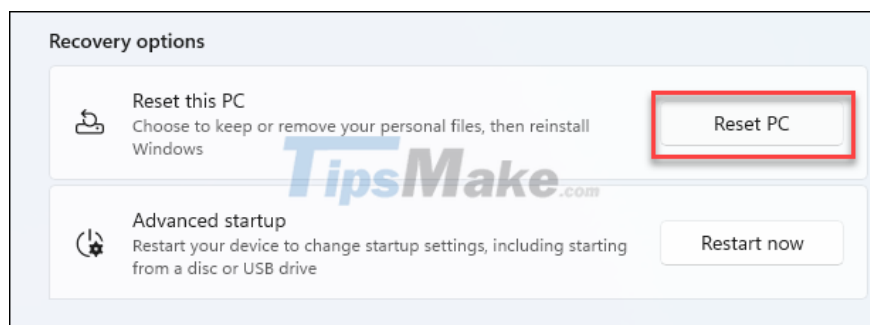 Recovery options
Reset this PC
Choose to keep or remove your personal files, then reinstall
Windows
Reset PC
TipsMake.com
Advanced startup
Restart your device to change startup settings, including starting
from a disc or USB drive
Restart now